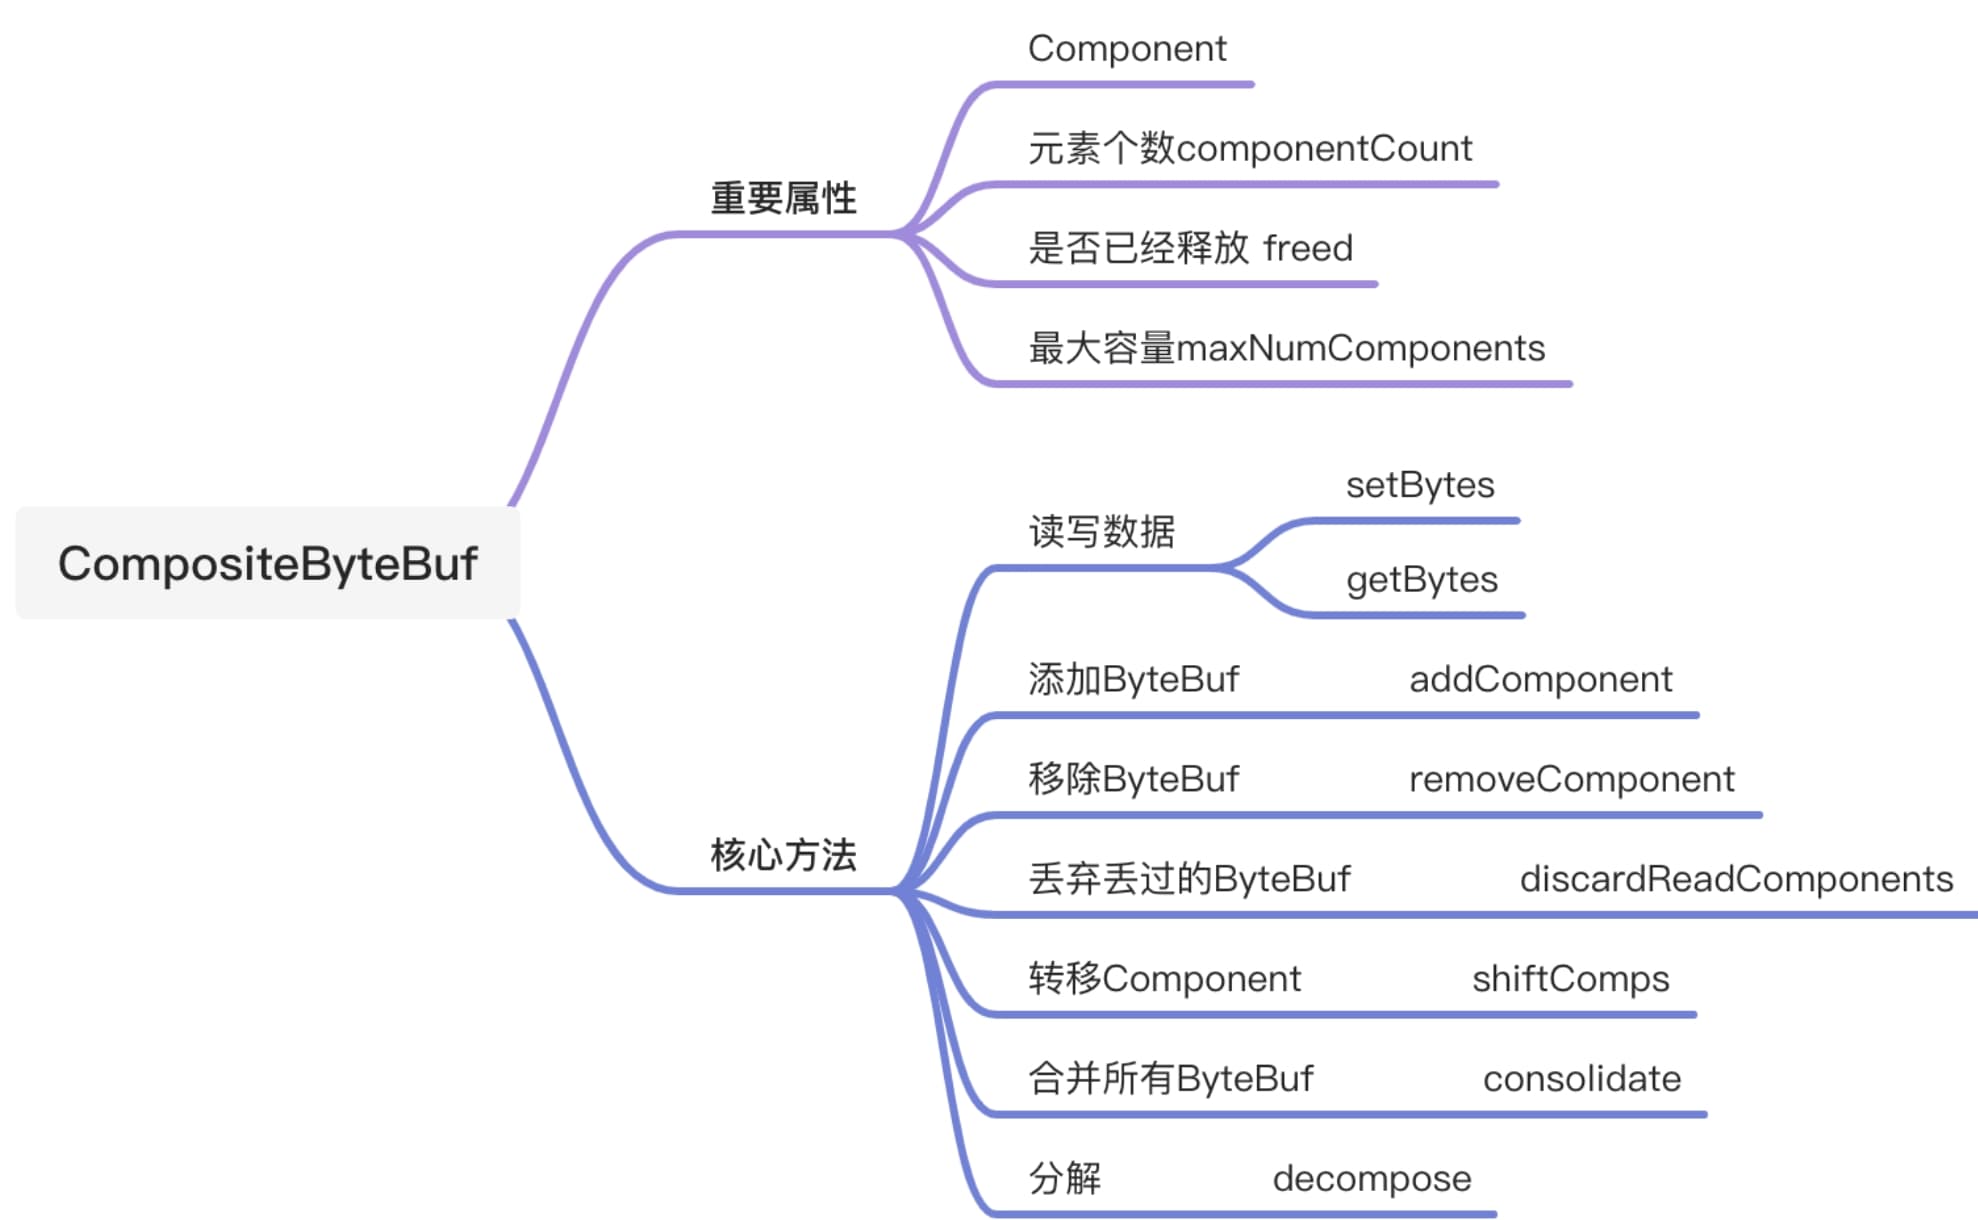 Component
元素个数componentCount
重要属性
是否已经释放 freed
最大容量maxNumComponents
CompositeByteBuf
setBytes
读写数据
getBytes
添加ByteBuf addComponent
移除ByteBuf removeComponent
核心方法
丢弃丢过的ByteBuf discardReadComponents
转移Component shiftComps
合并所有ByteBuf consolidate
分解 decompose